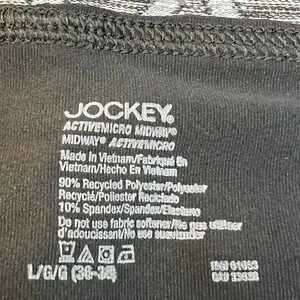 JOCKEY®
ACTIVEMICRO MIDWAY®
MIDWAY® ACTIVEMICRO
Made in Vietnam/Fabriqué En
Vietnam/Hecho En Vietnam
90% Recycled Polyester/Polyester
Recyclé/Poliester Reciclado
10% Spandex/Spandex/Elastano
Do not use fabric softener/Ne pas utiliser
d'adoucissant/No use suavizador
L/G/G (36-38)